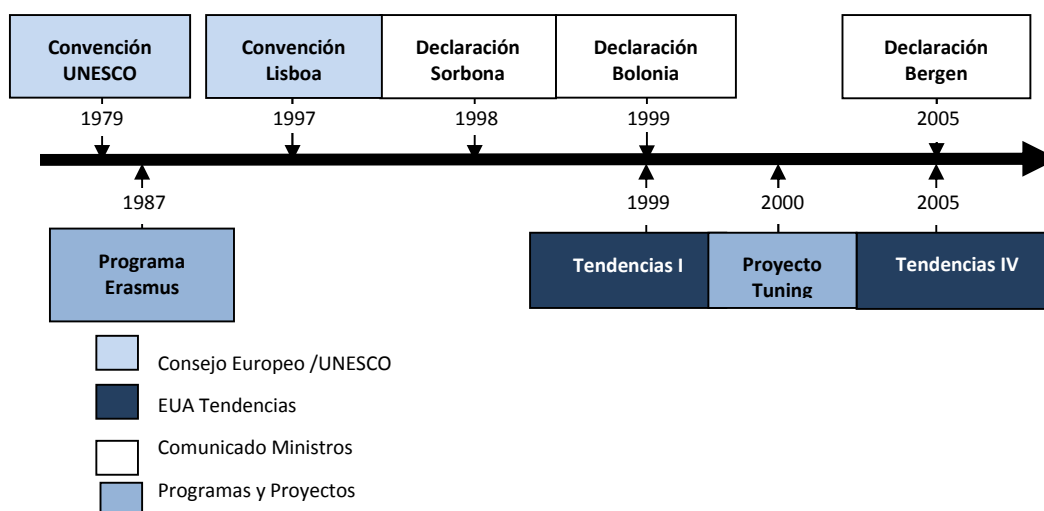 Convención
UNESCO
Convención
Lisboa
Declaración
Sorbona
Declaración
Bolonia
Declaración
Bergen
1979
1997
1998
1999
2005
1987
1999
2000
2005
Programa
Erasmus
Tendencias I
Proyecto
Tuning
Tendencias IV
Consejo Europeo /UNESCO
EUA Tendencias
Comunicado Ministros
Programas y Proyectos